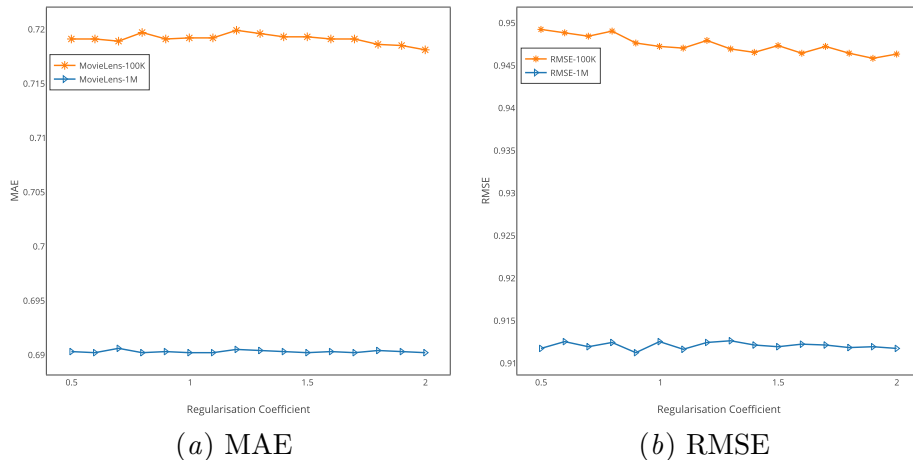 0.72
0.715
0.71
0.705
0.7
0.695
0.69
MAE
MovieLens-100K
MovieLens-1M
0.5
1
1.5
2
Regularisation Coefficient
(a) MAE
0.95
0.945
0.94
0.935
0.93
0.925
0.92
0.915
0.91
RMSE
RMSE-100K
RMSE-1M
0.5
1
1.5
2
Regularisation Coefficient
(b) RMSE